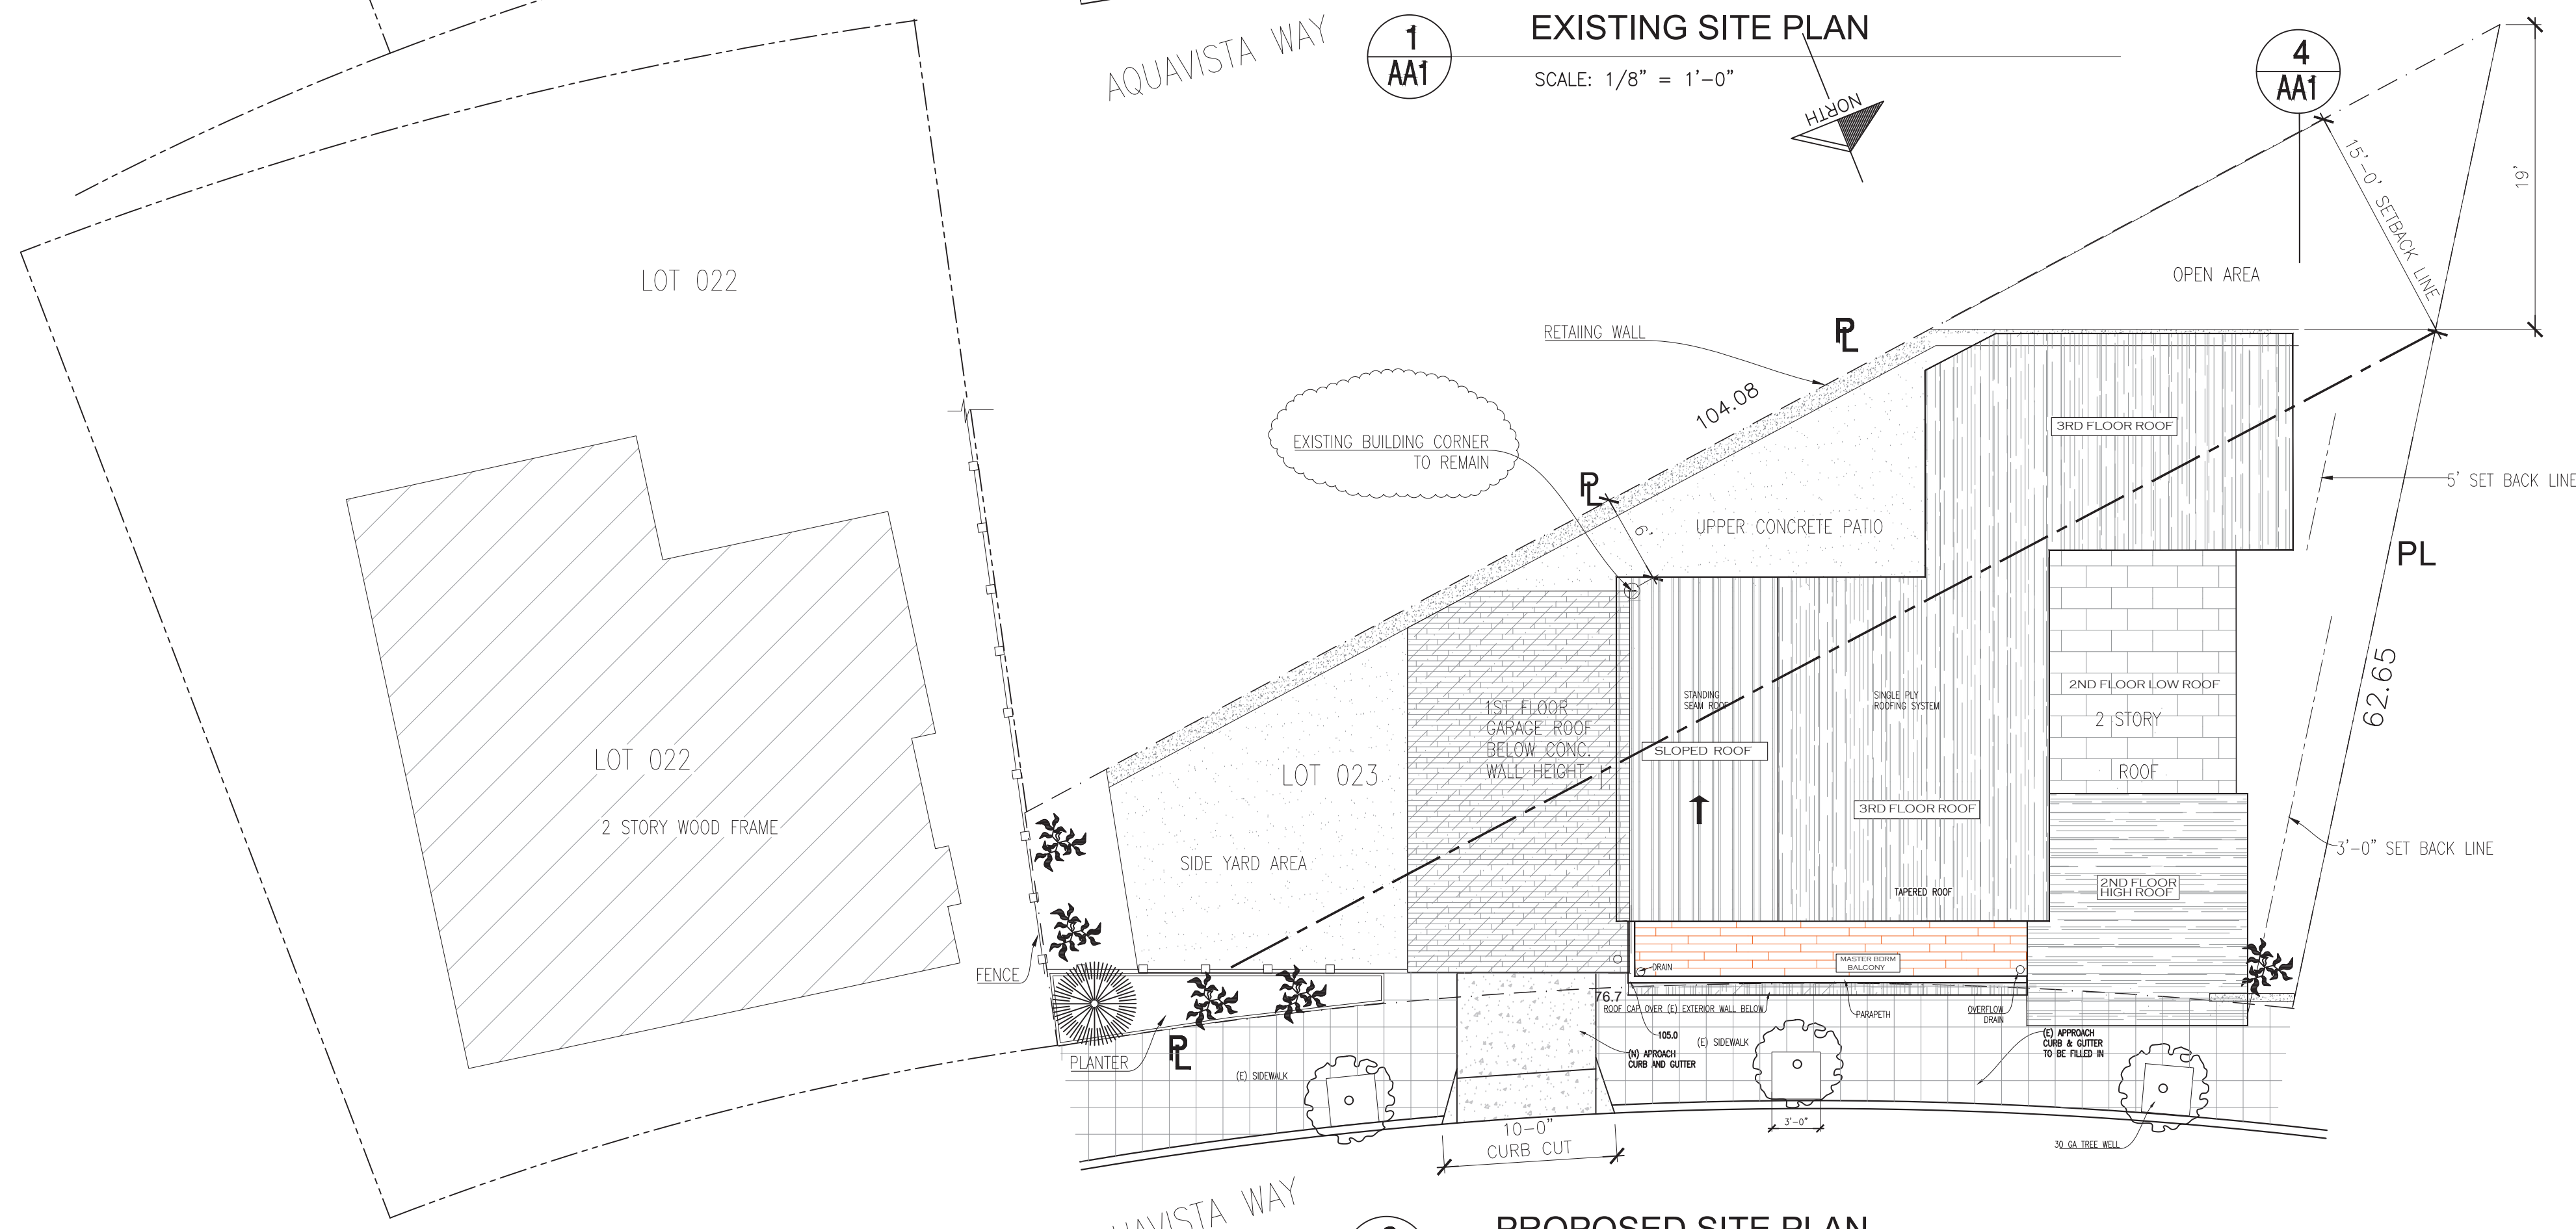 AQUAVISTA WAY
1
AA1
EXISTING SITE PLAN
SCALE: 1/8" = 1'-0"
NORTH
4
AA1
15'-0' SETBACK LINE
19'
OPEN AREA
LOT 022
RETAIING WALL
PL
104.08
EXISTING BUILDING CORNER
TO REMAIN
PL
6'
UPPER CONCRETE PATIO
3RD FLOOR ROOF
5' SET BACK LINE
PL
62.65
LOT 022
2 STORY WOOD FRAME
LOT 023
SIDE YARD AREA
1ST FLOOR
GARAGE ROOF
BELOW CONC.
WALL HEIGHT
STANDING
SEAM ROOF
SLOPED ROOF
SINGLE PLY
ROOFING SYSTEM
3RD FLOOR ROOF
TAPERED ROOF
2ND FLOOR LOW ROOF
2 STORY
ROOF
2ND FLOOR
HIGH ROOF
3'-0" SET BACK LINE
FENCE
DRAIN
MASTER BDRM
BALCONY
76.7
ROOF CAP OVER (E) EXTERIOR WALL BELOW
PARAPETH
OVERFLOW
DRAIN
105.0
(E) SIDEWALK
(N) APROACH
CURB AND GUTTER
(E) APPROACH
CURB & GUTTER
TO BE FILLED IN
PLANTER
PL
(E) SIDEWALK
10-0"
CURB CUT
3'-0"
30 GA TREE WELL
AVISTA WAY
PROPOSED SITE PLAN